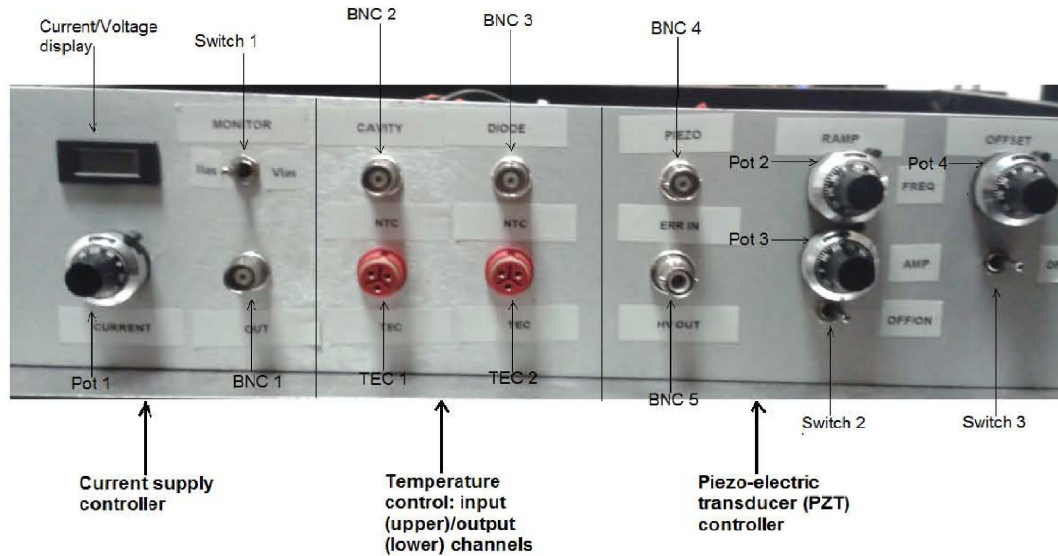 Current/Voltage
display
Switch 1
BNC 2
BNC 3
BNC 4
MONITOR
CAVITY
DIODE
PIEZO
RAMP
OFFSET
Pot 2
Pot 4
Ilas
Vlas
FREQ
NTC
NTC
ERR IN
Pot 3
AMP
CURRENT
OUT
TEC
TEC
HV OUT
OFF/ON
Pot 1
BNC 1
TEC 1
TEC 2
BNC 5
Switch 2
Switch 3
Current supply
controller
Temperature
control: input
(upper)/output
(lower) channels
Piezo-electric
transducer (PZT)
controller